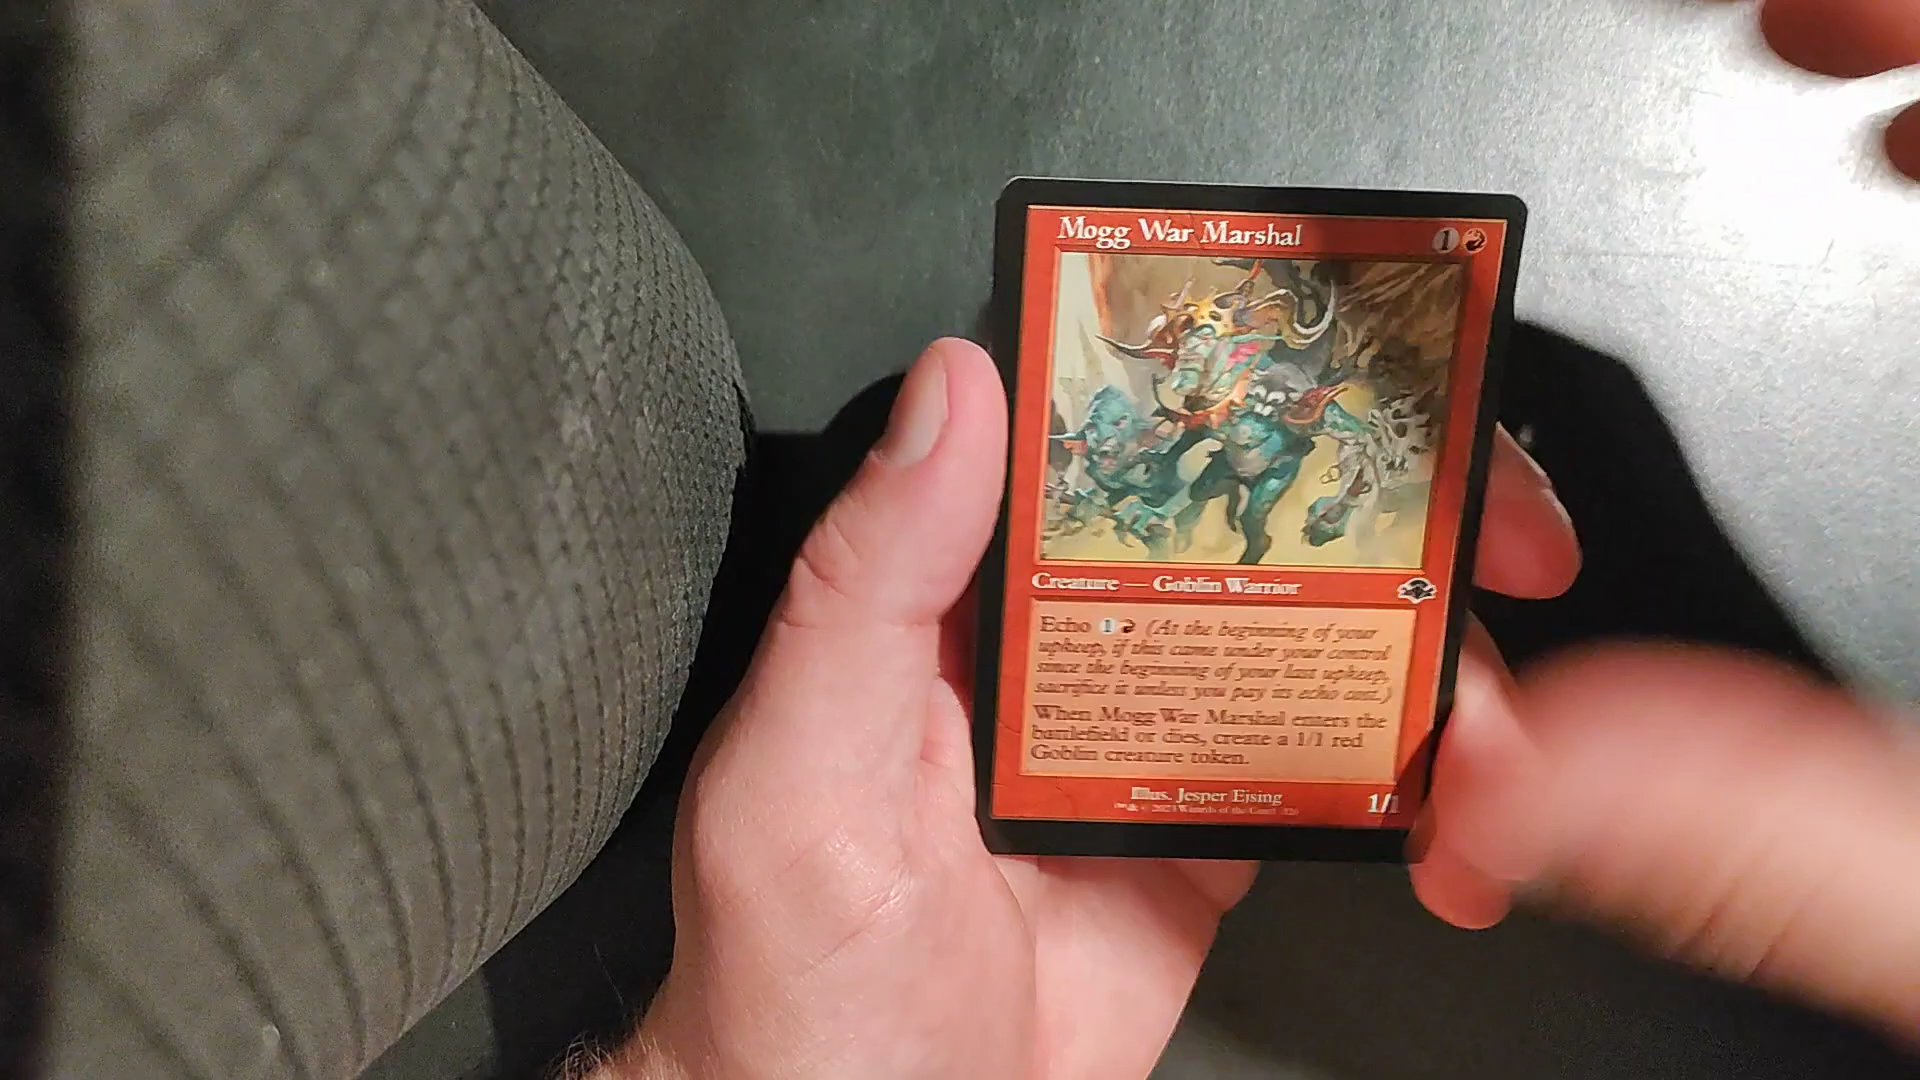 Mogg War Marshal 1
Creature — Goblin Warrior
Echo 1 (At the beginning of your
upkeep, if this came under your control
since the beginning of your last upkeep,
sacrifice it unless you pay its echo cost.)
When Mogg War Marshal enters the
battlefield or dies, create a 1/1 red
Goblin creature token.
Illus. Jesper Ejsing
1/1